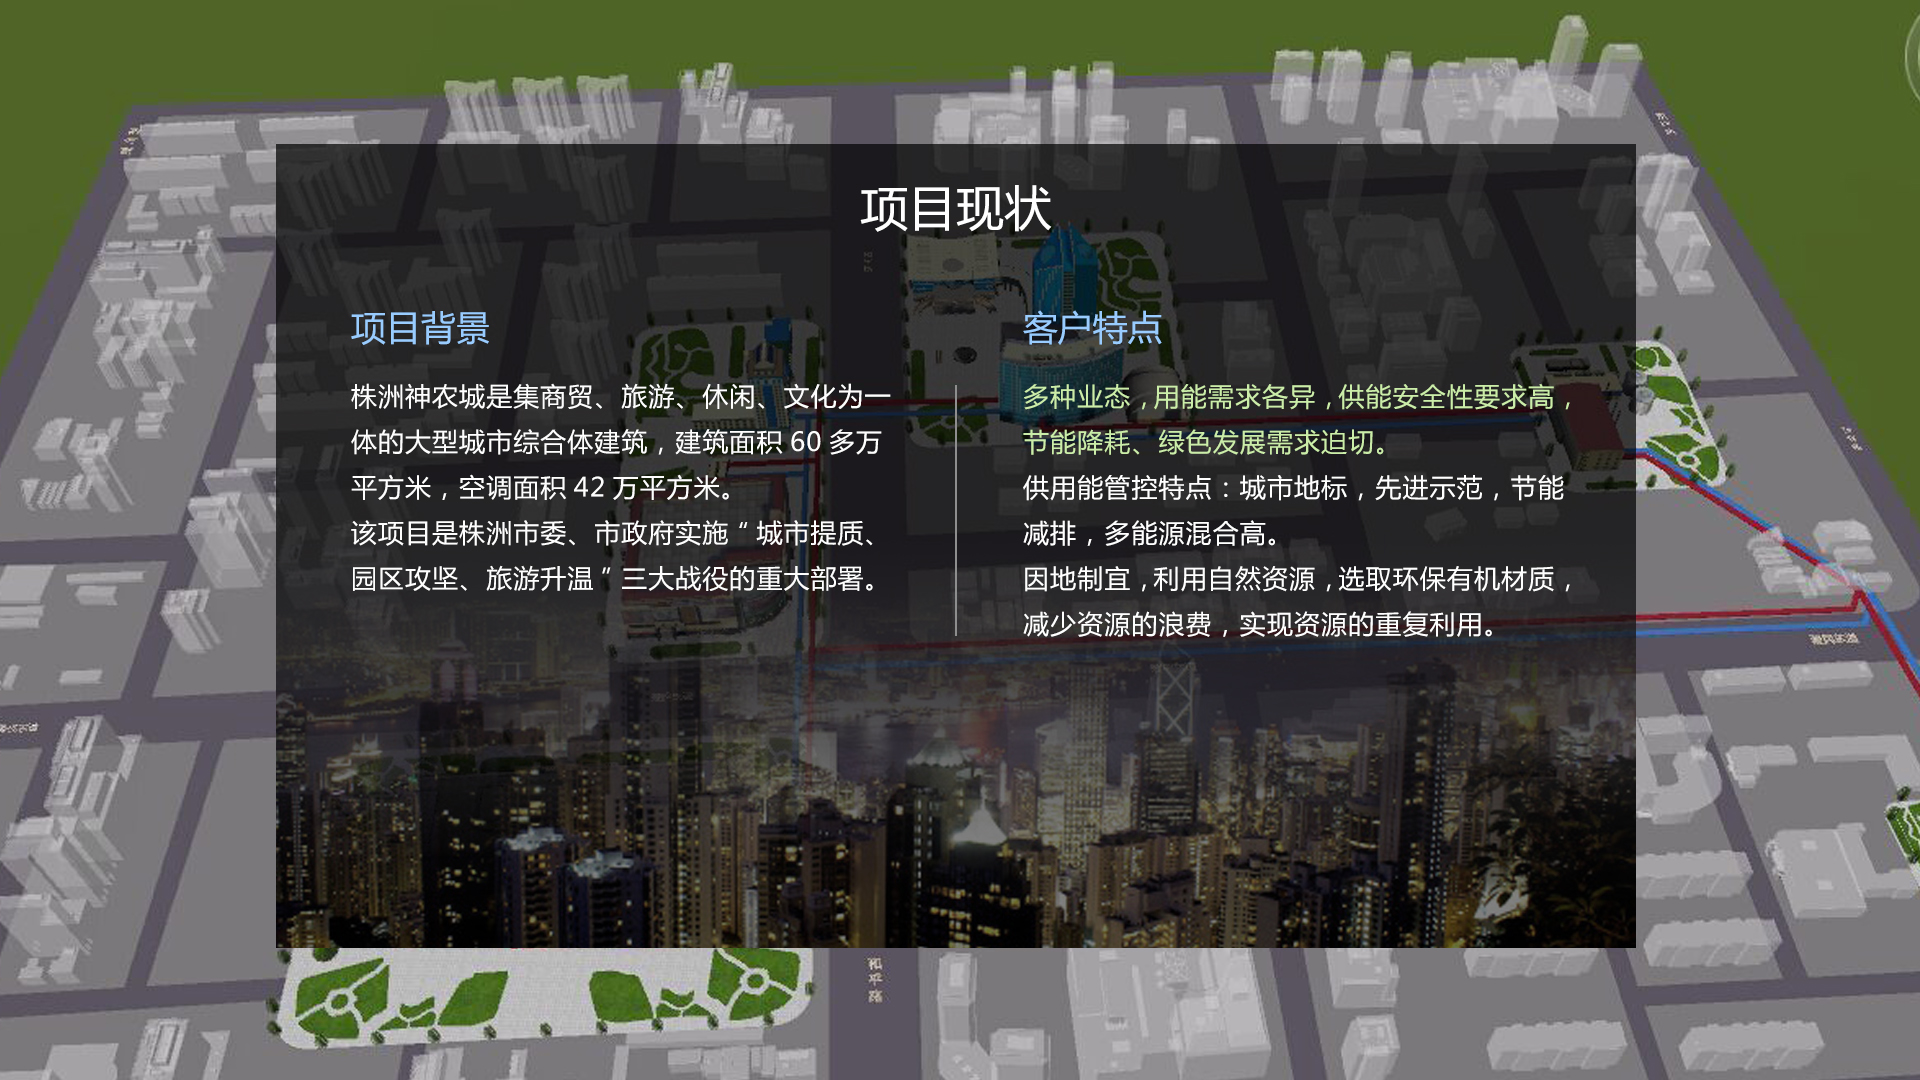 项目现状
项目背景
株洲神农城是集商贸、旅游、休闲、文化为一
体的大型城市综合体建筑，建筑面积 60 多万
平方米，空调面积 42 万平方米。
该项目是株洲市委、市政府实施“ 城市提质、
园区攻坚、旅游升温 ”三大战役的重大部署。
客户特点
多种业态，用能需求各异，供能安全性要求高，
节能降耗、绿色发展需求迫切。
供用能管控特点：城市地标，先进示范，节能
减排，多能源混合高。
因地制宜，利用自然资源，选取环保有机材质，
减少资源的浪费，实现资源的重复利用。
和平路